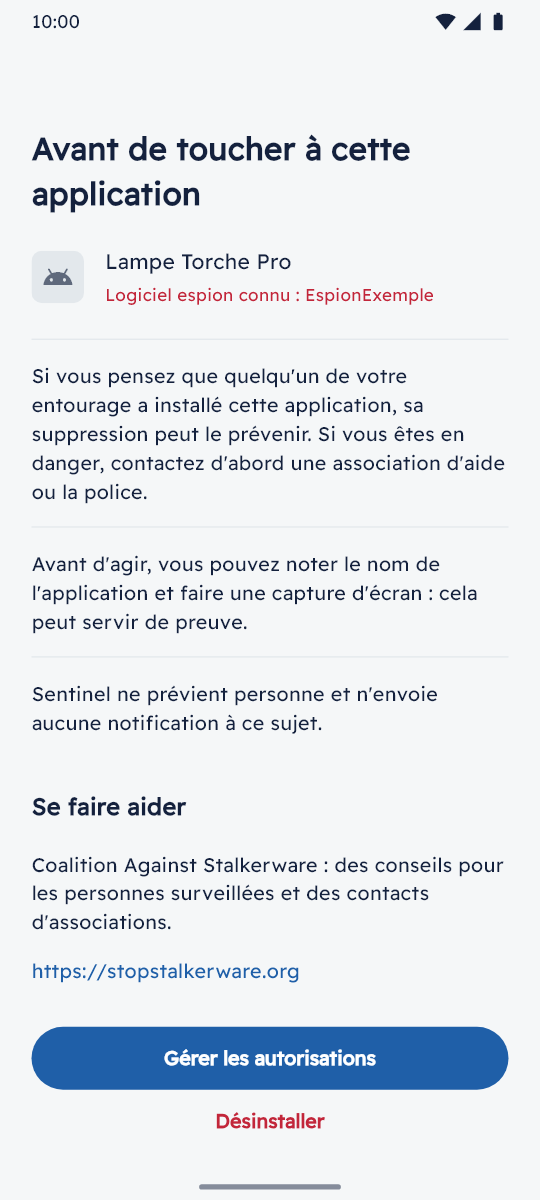 10:00
Avant de toucher à cette
application
Lampe Torche Pro
Logiciel espion connu : EspionExemple
Si vous pensez que quelqu'un de votre
entourage a installé cette application, sa
suppression peut le prévenir. Si vous êtes en
danger, contactez d'abord une association d'aide
ou la police.
Avant d'agir, vous pouvez noter le nom de
l'application et faire une capture d'écran : cela
peut servir de preuve.
Sentinel ne prévient personne et n'envoie
aucune notification à ce sujet.
Se faire aider
Coalition Against Stalkerware : des conseils pour
les personnes surveillées et des contacts
d'associations.
https://stopstalkerware.org
Gérer les autorisations
Désinstaller